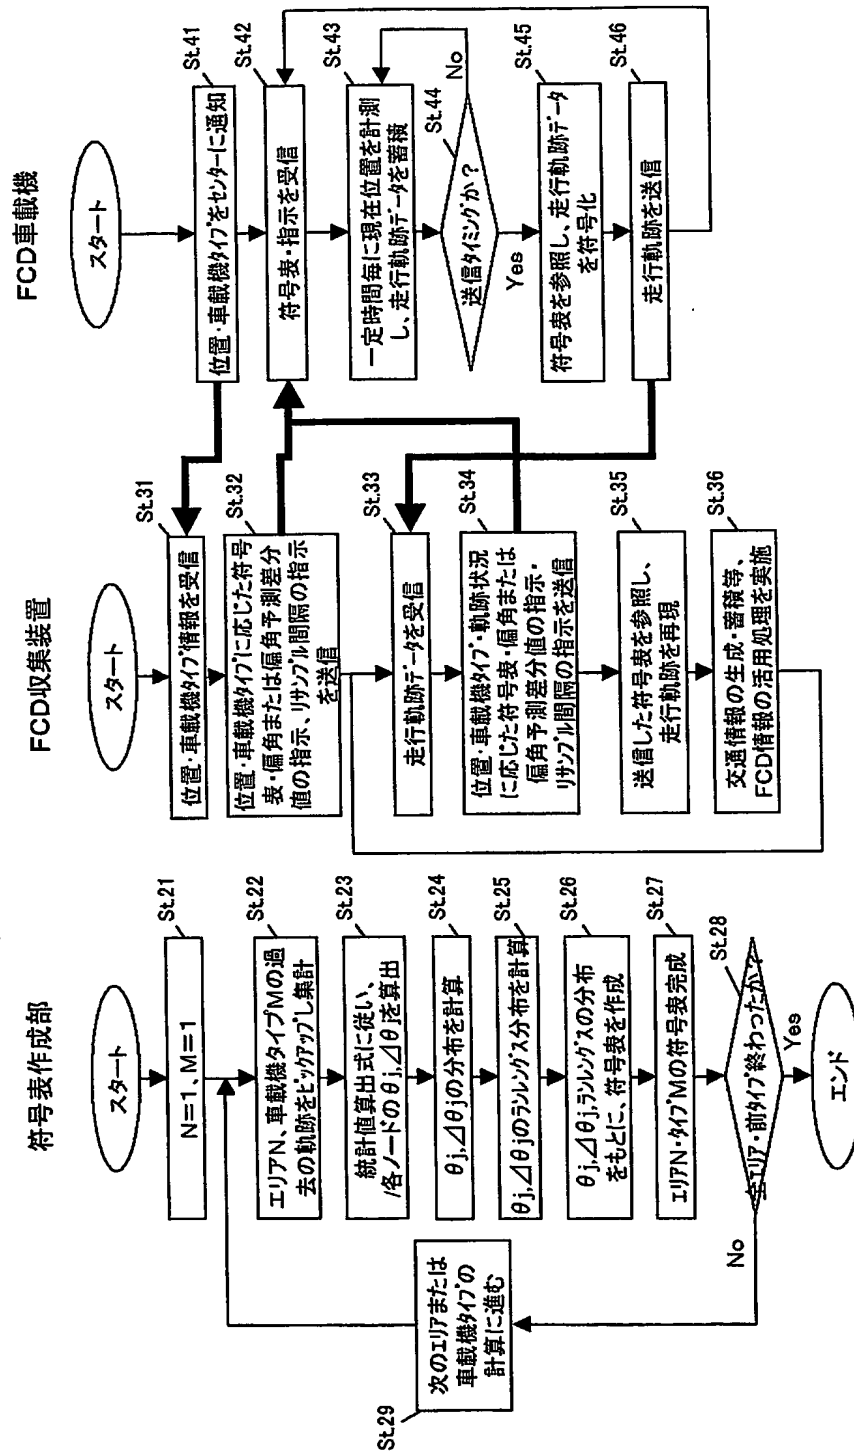 符号表作成部
スタート
St.21
N=1、M=1
St.22
エリアN、車載機タイプMの過
去の軌跡をピックアップし集計
St.23
統計値算出式に従い、
各ノードのθj,⊿θjを算出
St.24
θj,⊿θjの分布を計算
St.25
θj,⊿θjのランレングス分布を計算
St.26
θj,⊿θj,ランレングスの分布
をもとに、符号表を作成
St.27
エリアN・タイプMの符号表完成
St.28
全エリア・前タイプ終わったか?
Yes
エンド
No
St.29
次のエリアまたは
車載機タイプの
計算に進む
FCD収集装置
スタート
St.31
位置・車載機タイプ情報を受信
St.32
位置・車載機タイプに応じた符号
表・偏角または偏角予測差分
値の指示、リサンプル間隔の指示
を送信
St.33
走行軌跡データを受信
St.34
位置・車載機タイプ・軌跡状況
に応じた符号表・偏角または
偏角予測差分値の指示・
リサンプル間隔の指示を送信
St.35
送信した符号表を参照し、
走行軌跡を再現
St.36
交通情報の生成・蓄積等、
FCD情報の活用処理を実施
FCD車載機
スタート
St.41
位置・車載機タイプをセンターに通知
St.42
符号表・指示を受信
St.43
一定時間毎に現在位置を計測
し、走行軌跡データを蓄積
St.44
送信タイミングか?
No
Yes
St.45
符号表を参照し、走行軌跡データ
を符号化
St.46
走行軌跡を送信